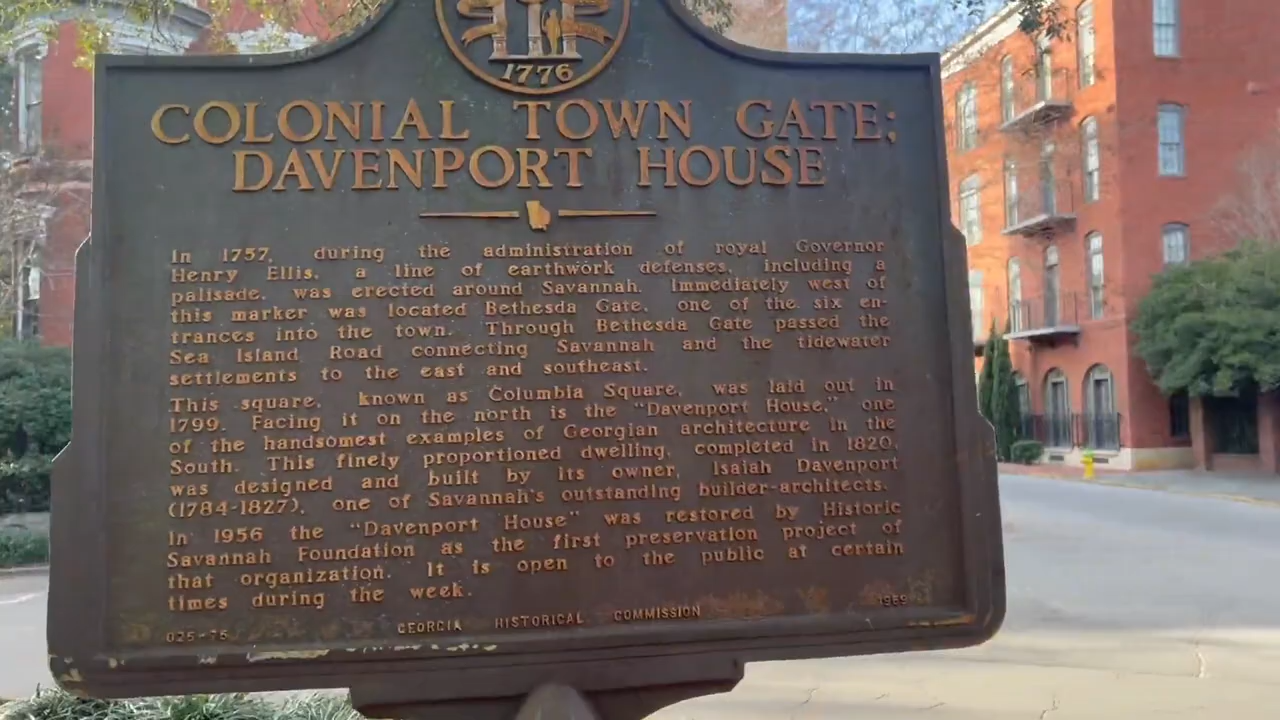 1776
COLONIAL TOWN GATE;
DAVENPORT HOUSE
In 1757, during the administration of royal Governor
Henry Ellis, a line of earthwork defenses, including a
palisade, was erected around Savannah. Immediately west of
this marker was located Bethesda Gate, one of the six en-
trances into the town. Through Bethesda Gate passed the
Sea Island Road connecting Savannah and the tidewater
settlements to the east and southeast.
This square, known as Columbia Square, was laid out in
1799. Facing it on the north is the "Davenport House," one
of the handsomest examples of Georgian architecture in the
South. This finely proportioned dwelling, completed in 1820,
was designed and built by its owner, Isaiah Davenport
(1784-1827), one of Savannah's outstanding builder-architects.
In 1956 the "Davenport House" was restored by Historic
Savannah Foundation as the first preservation project of
that organization. It is open to the public at certain
times during the week.
025-75 GEORGIA HISTORICAL COMMISSION 1969